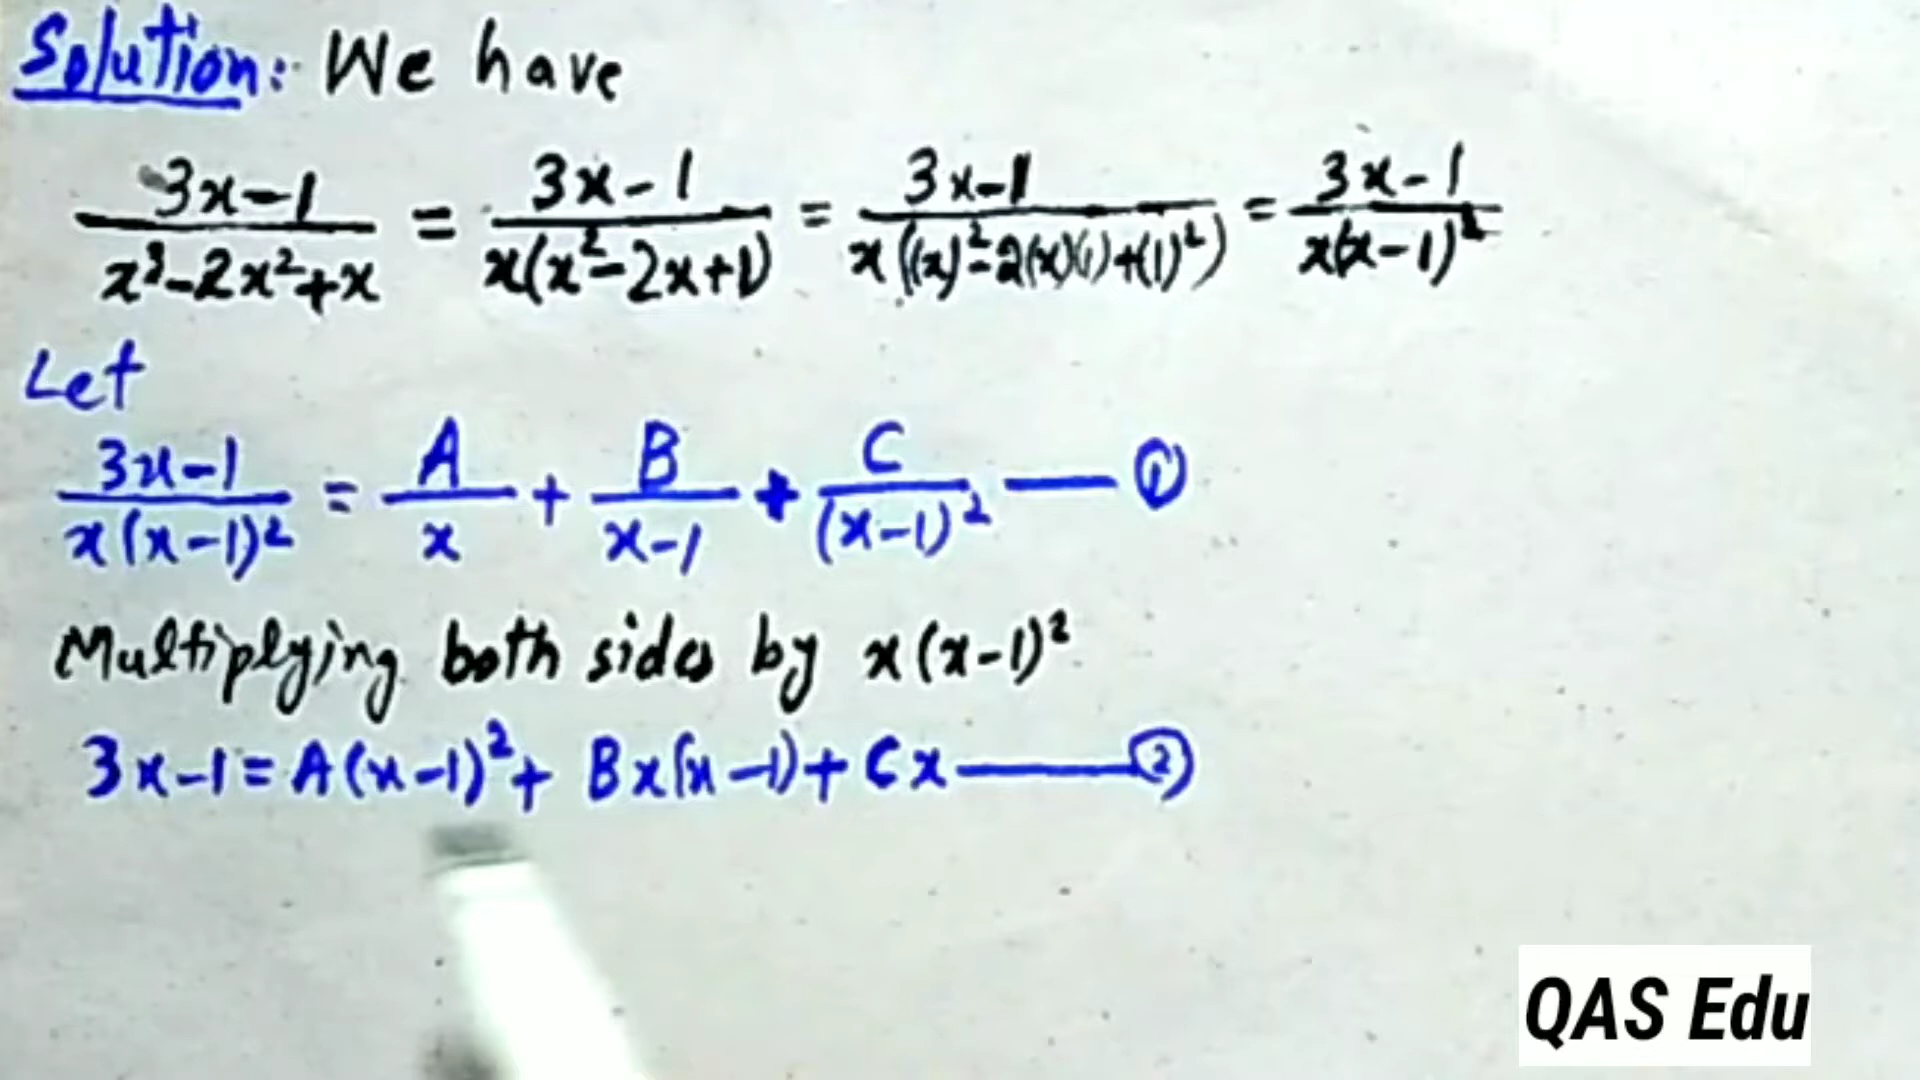 Solution: We have
3x-1/x³-2x²+x = 3x-1/x(x²-2x+1) = 3x-1/x((x)²-2(x)(1)+(1)²) = 3x-1/x(x-1)²
Let
3x-1/x(x-1)² = A/x + B/x-1 + C/(x-1)² — ①
Multiplying both sides by x(x-1)²
3x-1 = A(x-1)² + Bx(x-1) + Cx — ②
QAS Edu